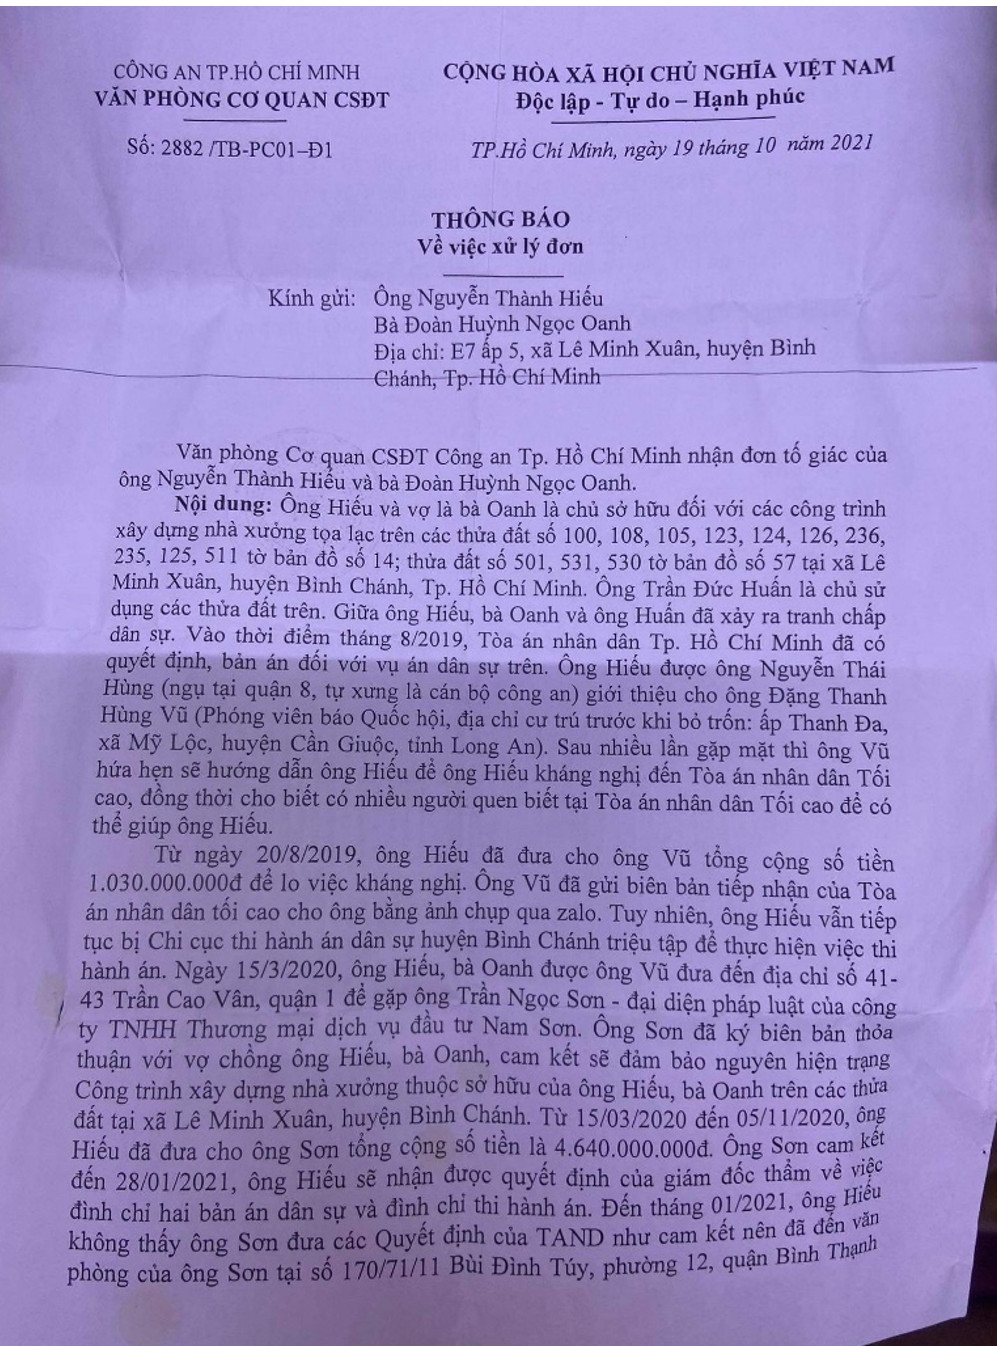 CÔNG AN TP.HỒ CHÍ MINH
VĂN PHÒNG CƠ QUAN CSĐT
Số: 2882 /TB-PC01–Đ1
CỘNG HÒA XÃ HỘI CHỦ NGHĨA VIỆT NAM
Độc lập - Tự do – Hạnh phúc
TP.Hồ Chí Minh, ngày 19 tháng 10 năm 2021
THÔNG BÁO
Về việc xử lý đơn
Kính gửi: Ông Nguyễn Thành Hiếu
Bà Đoàn Huỳnh Ngọc Oanh
Địa chỉ: E7 ấp 5, xã Lê Minh Xuân, huyện Bình
Chánh, Tp. Hồ Chí Minh
Văn phòng Cơ quan CSĐT Công an Tp. Hồ Chí Minh nhận đơn tố giác của
ông Nguyễn Thành Hiếu và bà Đoàn Huỳnh Ngọc Oanh.
Nội dung: Ông Hiếu và vợ là bà Oanh là chủ sở hữu đối với các công trình
xây dựng nhà xưởng tọa lạc trên các thửa đất số 100, 108, 105, 123, 124, 126, 236,
235, 125, 511 tờ bản đồ số 14; thửa đất số 501, 531, 530 tờ bản đồ số 57 tại xã Lê
Minh Xuân, huyện Bình Chánh, Tp. Hồ Chí Minh. Ông Trần Đức Huấn là chủ sử
dụng các thửa đất trên. Giữa ông Hiếu, bà Oanh và ông Huấn đã xảy ra tranh chấp
dân sự. Vào thời điểm tháng 8/2019, Tòa án nhân dân Tp. Hồ Chí Minh đã có
quyết định, bản án đối với vụ án dân sự trên. Ông Hiếu được ông Nguyễn Thái
Hùng (ngụ tại quận 8, tự xưng là cán bộ công an) giới thiệu cho ông Đặng Thanh
Hùng Vũ (Phóng viên báo Quốc hội, địa chỉ cư trú trước khi bỏ trốn: ấp Thanh Đa,
xã Mỹ Lộc, huyện Cần Giuộc, tỉnh Long An). Sau nhiều lần gặp mặt thì ông Vũ
hứa hẹn sẽ hướng dẫn ông Hiếu để ông Hiếu kháng nghị đến Tòa án nhân dân Tối
cao, đồng thời cho biết có nhiều người quen biết tại Tòa án nhân dân Tối cao để có
thể giúp ông Hiếu.
Từ ngày 20/8/2019, ông Hiếu đã đưa cho ông Vũ tổng cộng số tiền
1.030.000.000đ để lo việc kháng nghị. Ông Vũ đã gửi biên bản tiếp nhận của Tòa
án nhân dân tối cao cho ông bằng ảnh chụp qua zalo. Tuy nhiên, ông Hiếu vẫn tiếp
tục bị Chi cục thi hành án dân sự huyện Bình Chánh triệu tập để thực hiện việc thi
hành án. Ngày 15/3/2020, ông Hiếu, bà Oanh được ông Vũ đưa đến địa chỉ số 41-
43 Trần Cao Vân, quận 1 để gặp ông Trần Ngọc Sơn - đại diện pháp luật của công
ty TNHH Thương mại dịch vụ đầu tư Nam Sơn. Ông Sơn đã ký biên bản thỏa
thuận với vợ chồng ông Hiếu, bà Oanh, cam kết sẽ đảm bảo nguyên hiện trạng
Công trình xây dựng nhà xưởng thuộc sở hữu của ông Hiếu, bà Oanh trên các thửa
đất tại xã Lê Minh Xuân, huyện Bình Chánh. Từ 15/03/2020 đến 05/11/2020, ông
Hiếu đã đưa cho ông Sơn tổng cộng số tiền là 4.640.000.000đ. Ông Sơn cam kết
đến 28/01/2021, ông Hiếu sẽ nhận được quyết định của giám đốc thẩm về việc
đình chỉ hai bản án dân sự và đình chỉ thi hành án. Đến tháng 01/2021, ông Hiếu
không thấy ông Sơn đưa các Quyết định của TAND như cam kết nên đã đến văn
phòng của ông Sơn tại số 170/71/11 Bùi Đình Túy, phường 12, quận Bình Thạnh